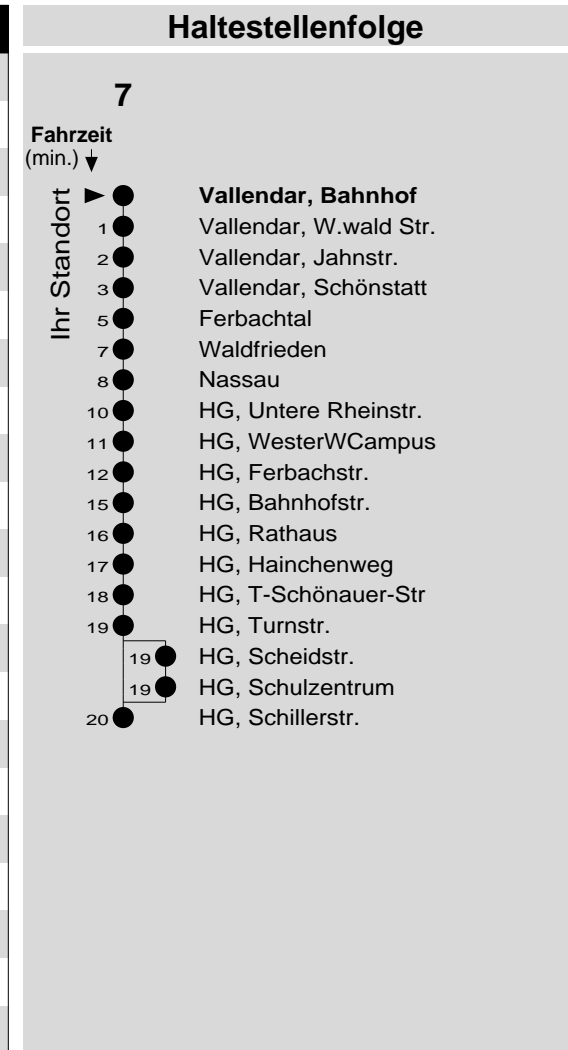 Haltestellenfolge
7
Fahrzeit
(min.)
Ihr Standort
Vallendar, Bahnhof
1 Vallendar, W.wald Str.
2 Vallendar, Jahnstr.
3 Vallendar, Schönstatt
5 Ferbachtal
7 Waldfrieden
8 Nassau
10 HG, Untere Rheinstr.
11 HG, WesterWCampus
12 HG, Ferbachstr.
15 HG, Bahnhofstr.
16 HG, Rathaus
17 HG, Hainchenweg
18 HG, T-Schönauer-Str
19 HG, Turnstr.
19 HG, Scheidstr.
19 HG, Schulzentrum
20 HG, Schillerstr.